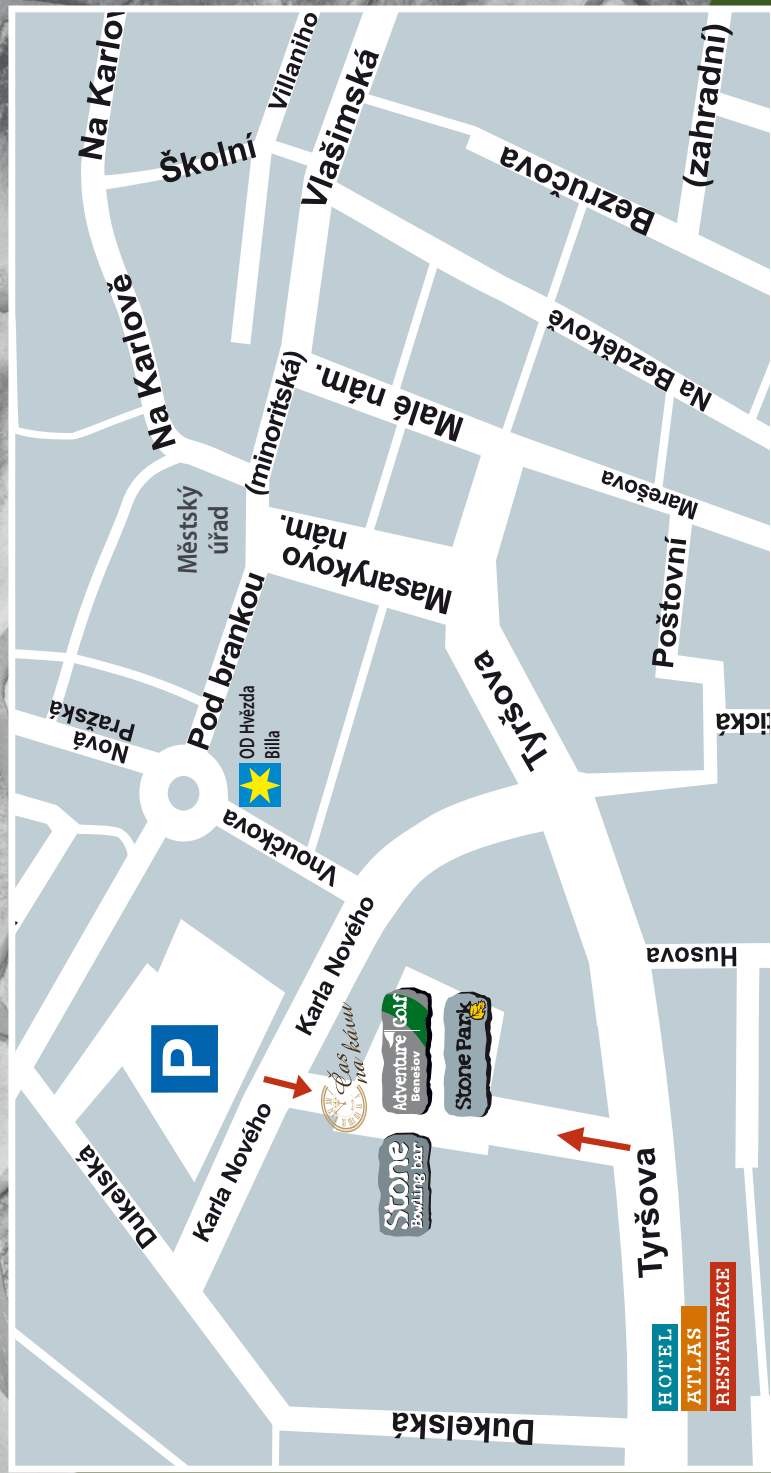 Dukelská
P
Nová
Pražská
Na Karlově
Školní
Městský
úřad
Karla Nového
Karla Nového
Vnoučkova
OD Hvězda
Billa
Pod brankou
(minoritská)
Villaniho
Vlašimská
Čas
na kávu
Masarykovo
nám.
Malé nám.
Stone
Bowling bar
Adventure Golf
Benešov
Stone Park
Dukelská
Tyršova
Tyršova
Na Bezděkově
Bezručova
Marešova
Poštovní
(zahradní)
Husova
HOTEL
ATLAS
RESTAURACE